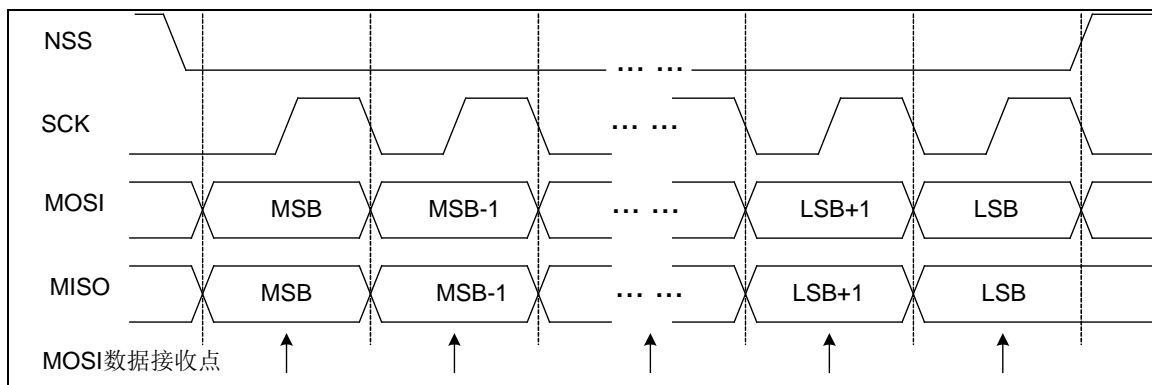 NSS
... ...
SCK
... ...
MOSI MSB MSB-1 ... ... LSB+1 LSB
MISO MSB MSB-1 ... ... LSB+1 LSB
MOSI数据接收点